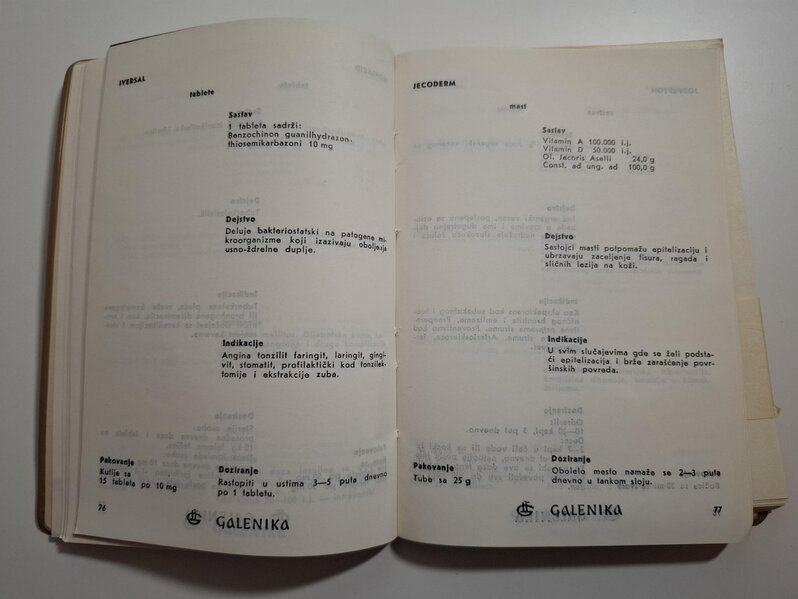 IVERSAL
tablete
Sastav
1 tableta sadrži:
Benzochinon guanilhydrazon-
thiosemikarbazoni 10 mg
Dejstvo
Deluje bakteriostatski na patogene mi-
kroorganizme koji izazivaju oboljenja
usno-ždrelne duplje.
Indikacije
Angina tonzilit faringit, laringit, gingi-
vit, stomatit, profilaktički kod tonzilek-
tomije i ekstrakcije zuba.
Pakovanje
Kutije sa
15 tableta po 10 mg
Doziranje
Rastopiti u ustima 3—5 puta dnevno
po 1 tabletu.
76
GALENIKA
JECODERM
mast
Sastav
Vitamin A 100.000 i.j.
Vitamin D 50.000 i.j.
Ol. Jacoris Aselli 24,0 g
Const. ad ung. ad 100,0 g
Dejstvo
Sastojci masti potpomažu epitelizaciju i
ubrzavaju zaceljenje fisura, ragada i
sličnih lezija na koži.
Indikacije
U svim slučajevima gde se želi podsta-
ći epitelizacija i brže zarašćenje povr-
šinskih povreda.
Pakovanje
Tube sa 25 g
Doziranje
Obolelo mesto namaže se 2—3 puta
dnevno u tankom sloju.
GALENIKA
77